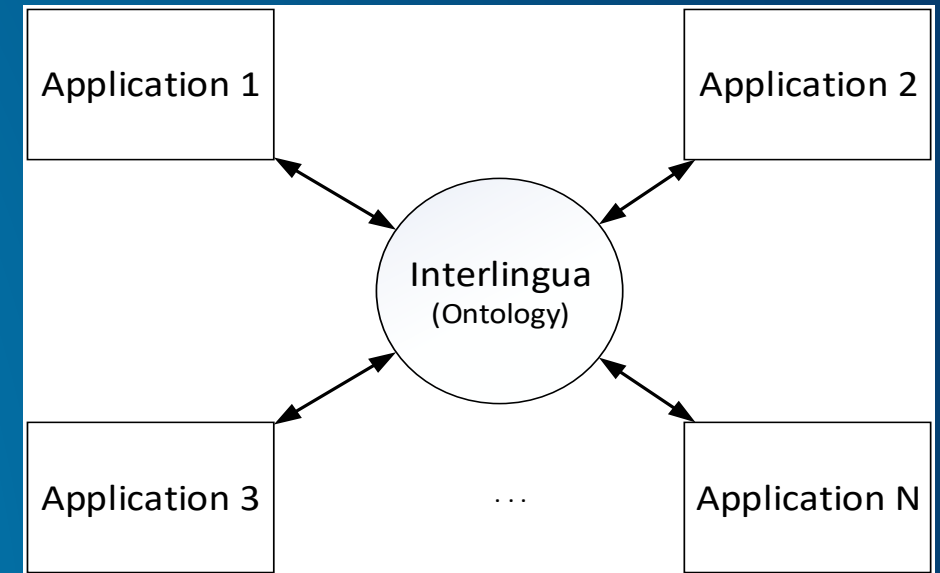 Application 1
Application 2
Interlingua
(Ontology)
Application 3
...
Application N